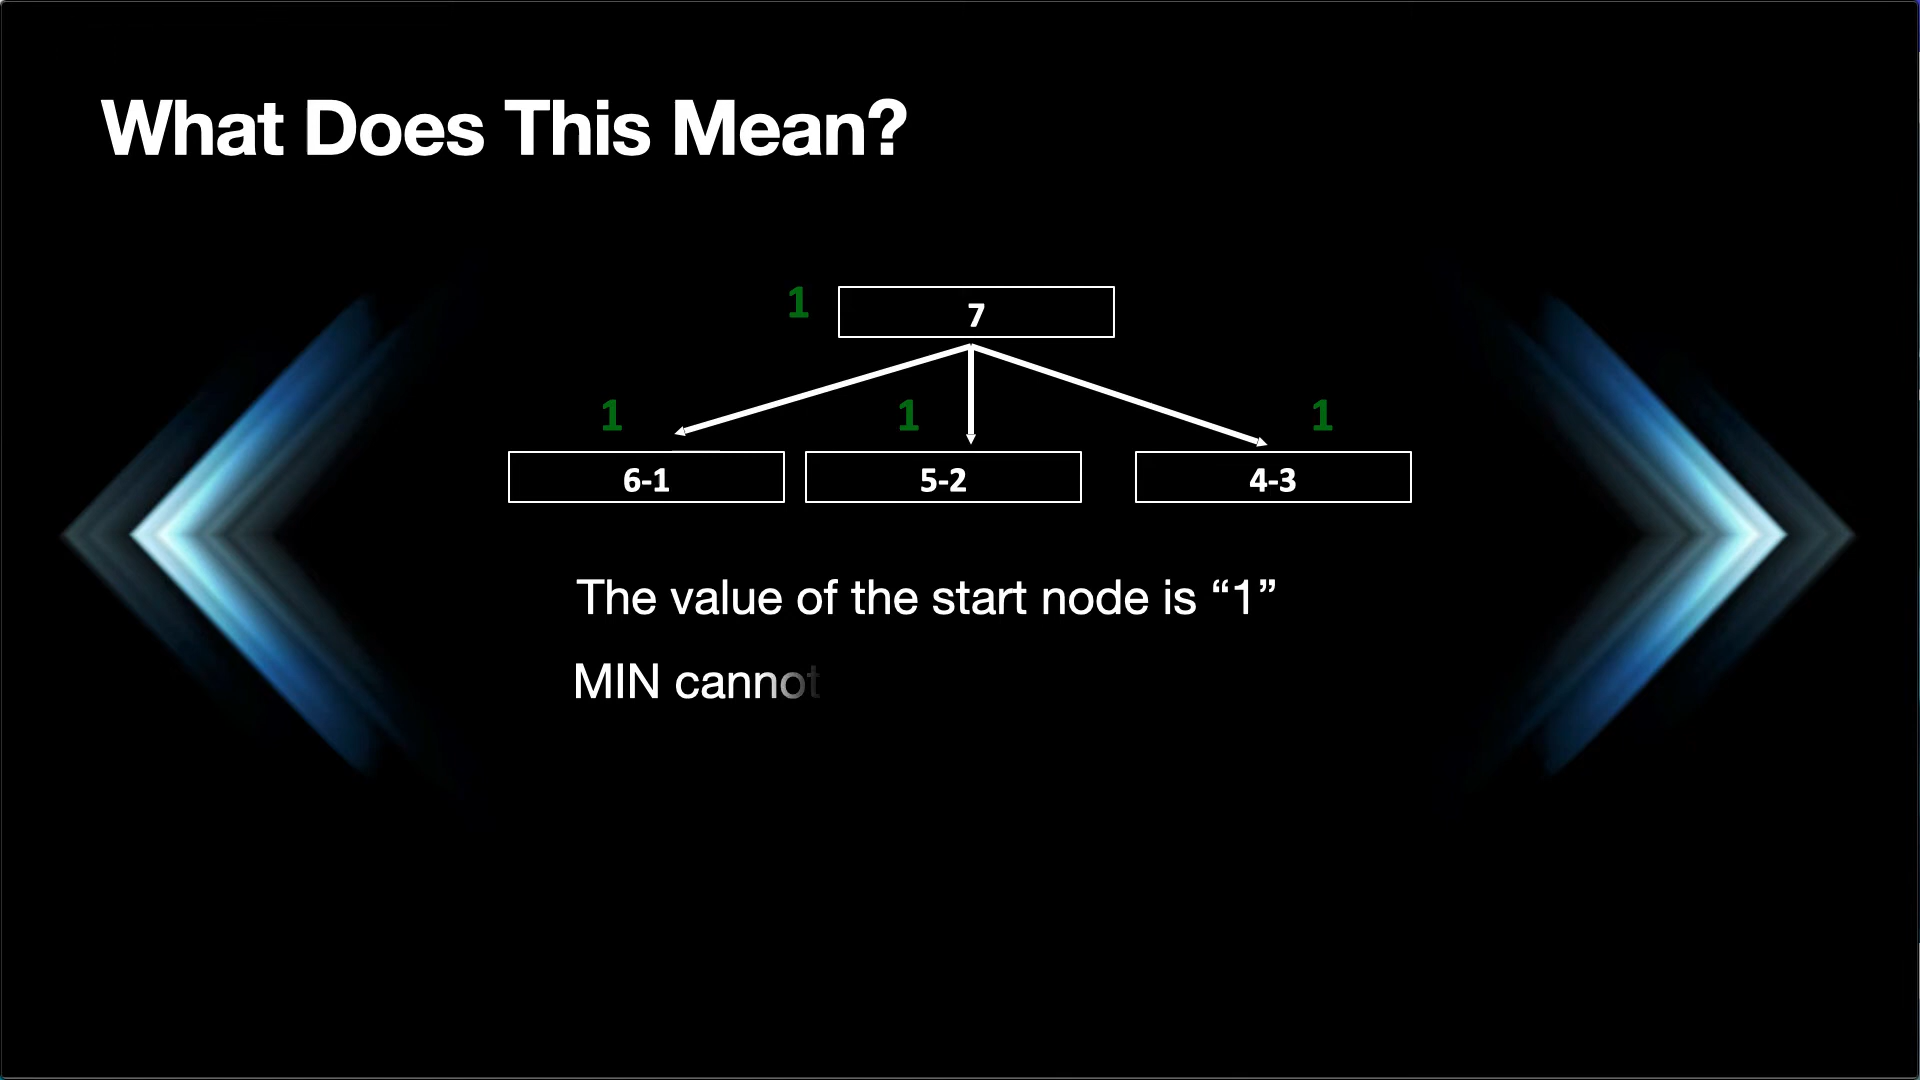 What Does This Mean?
1
7
1
1
1
6-1
5-2
4-3
The value of the start node is “1”
MIN cannot